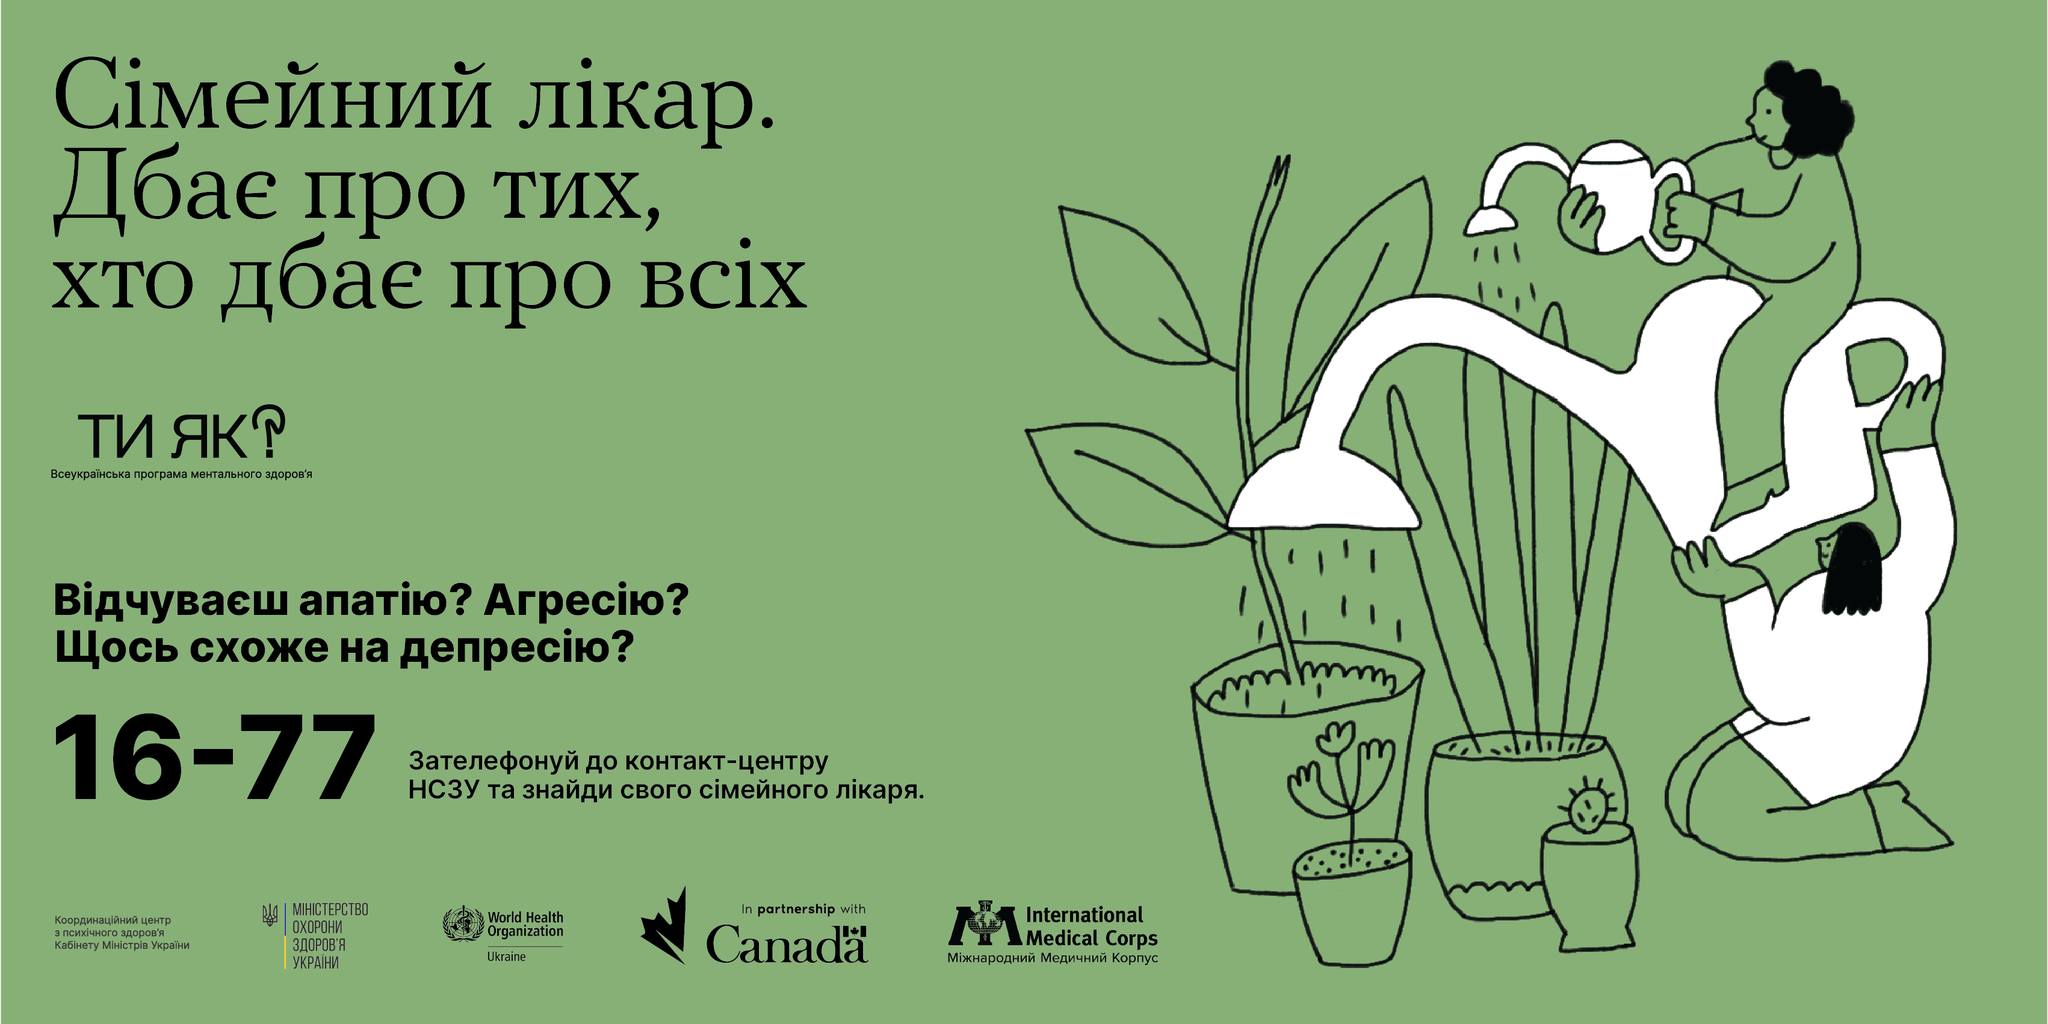 Сімейний лікар.
Дбає про тих,
хто дбає про всіх
ТИ ЯК?
Всеукраїнська програма ментального здоров'я
Відчуваєш апатію? Агресію?
Щось схоже на депресію?
16-77
Зателефонуй до контакт-центру
НСЗУ та знайди свого сімейного лікаря.
Координаційний центр
з психічного здоров'я
Кабінету Міністрів України
МІНІСТЕРСТВО
ОХОРОНИ
ЗДОРОВ'Я
УКРАЇНИ
World Health
Organization
Ukraine
In partnership with
Canada
International
Medical Corps
Міжнародний Медичний Корпус